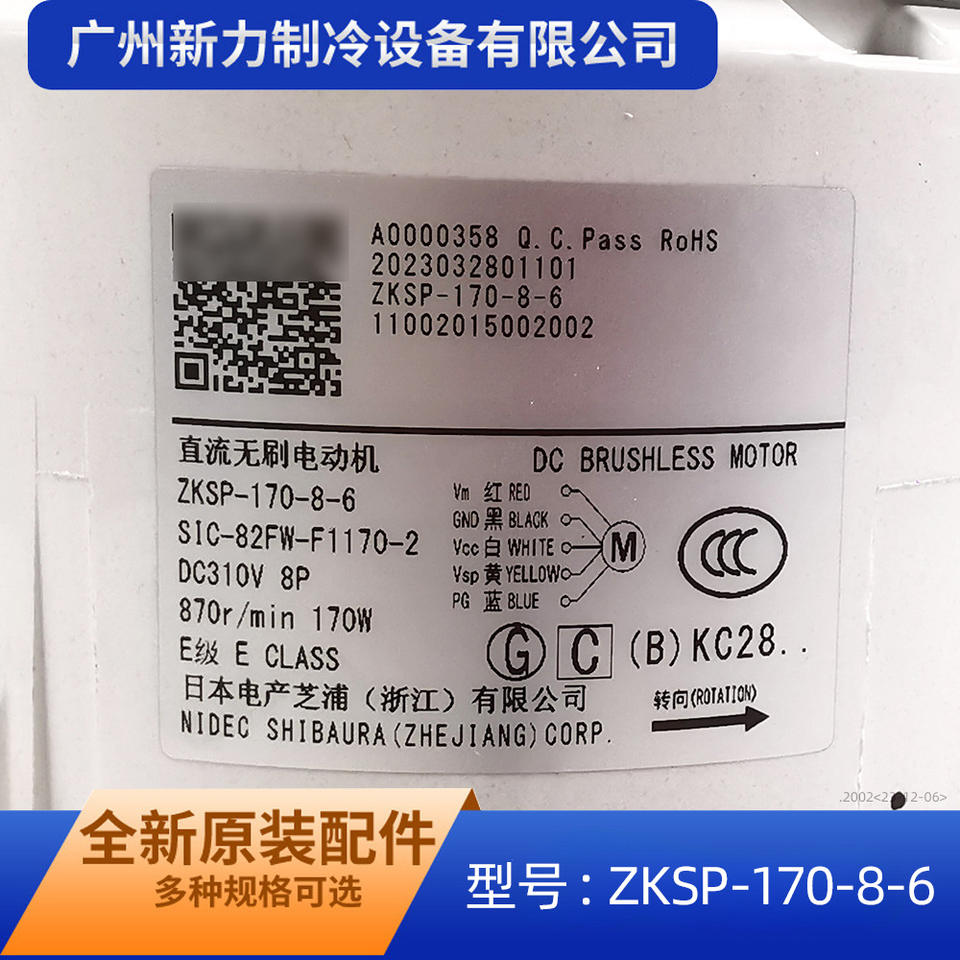 广州新力制冷设备有限公司
A0000358 Q.C.Pass RoHS
2023032801101
ZKSP-170-8-6
11002015002002
直流无刷电动机
DC BRUSHLESS MOTOR
ZKSP-170-8-6
SIC-82FW-F1170-2
DC310V 8P
870r/min 170W
E级 E CLASS
Vm 红 RED
GND 黑 BLACK
Vcc 白 WHITE
Vsp 黄 YELLOW
PG 蓝 BLUE
M
CCC
G C (B) KC28..
日本电产芝浦（浙江）有限公司
NIDEC SHIBAURA(ZHEJIANG)CORP.
转向(ROTATION)
全新原装配件
多种规格可选
型号：ZKSP-170-8-6